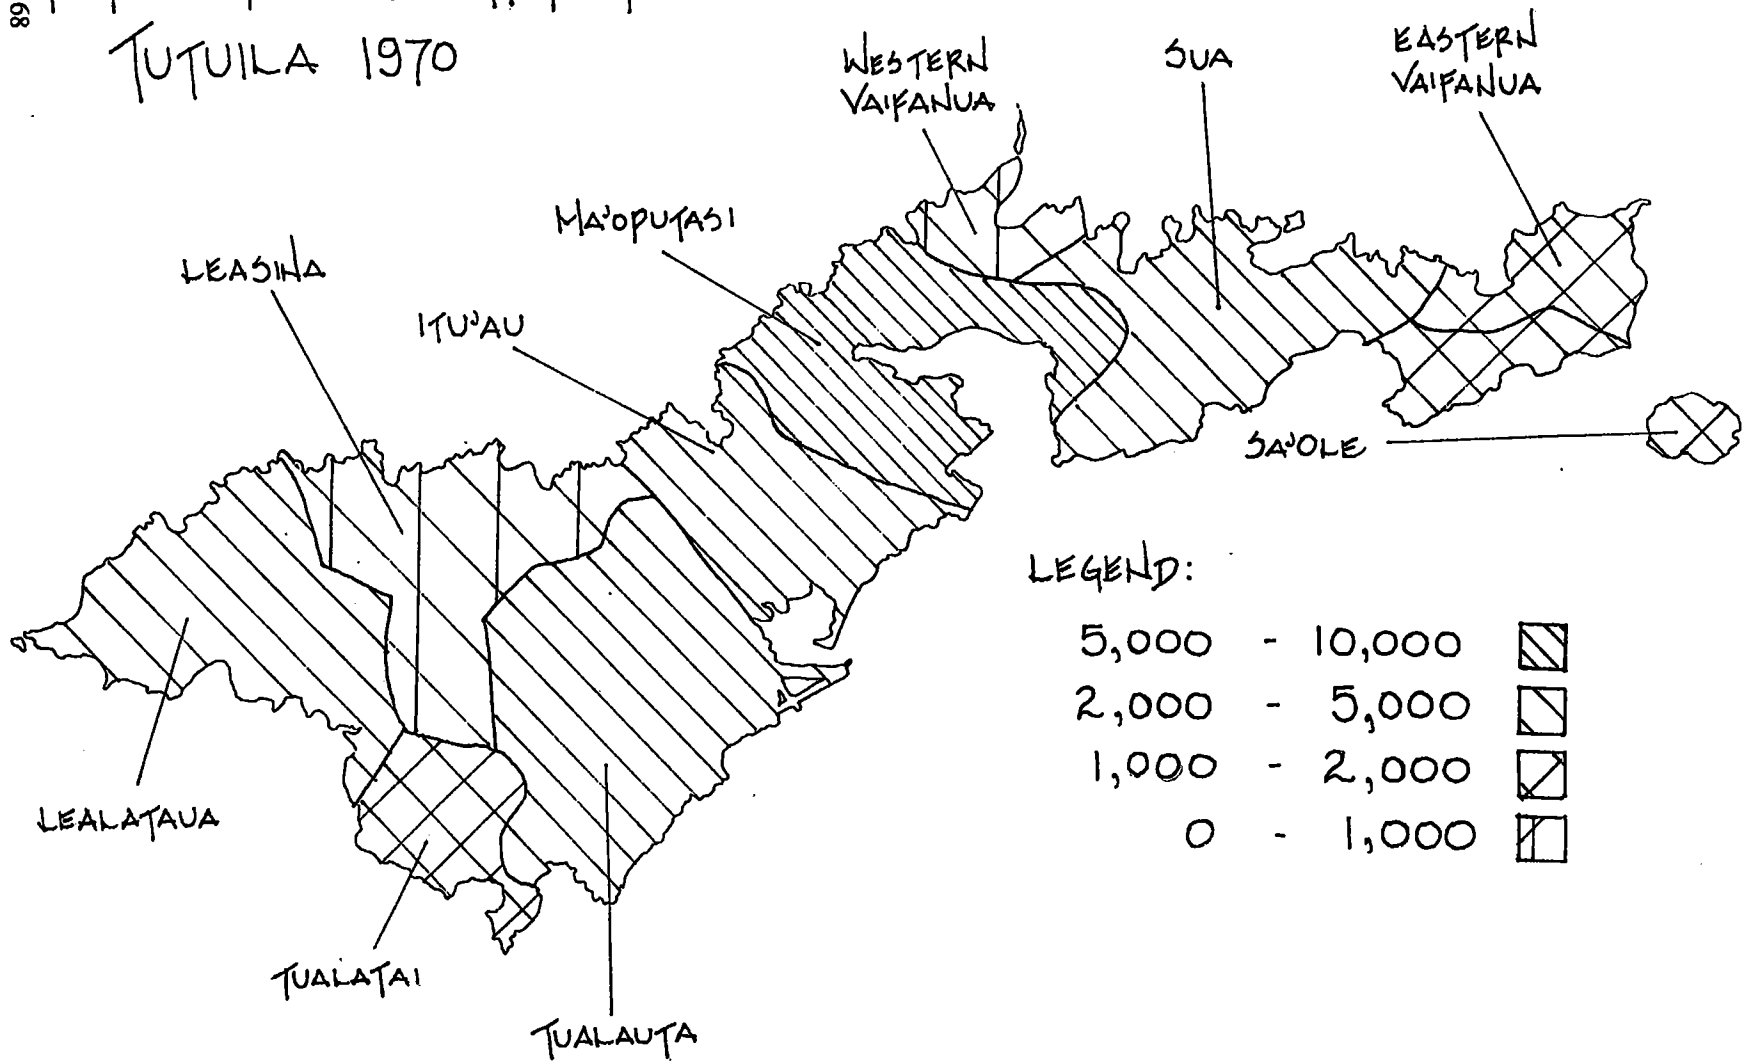 68
TUTUILA 1970
WESTERN
VAIFANUA
SUA
EASTERN
VAIFANUA
MA'OPUTASI
LEASINA
ITU'AU
SA'OLE
LEALATAUA
TUALATAI
TUALAUTA
LEGEND:
5,000 - 10,000
2,000 - 5,000
1,000 - 2,000
0 - 1,000